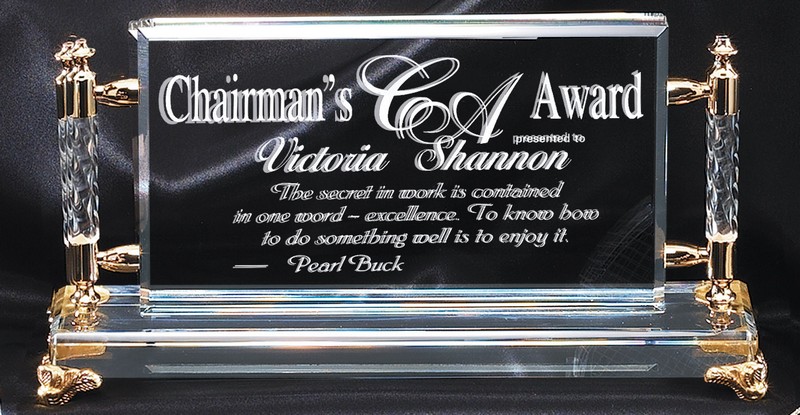 Chairman's CA Award
presented to
Victoria Shannon
The secret in work is contained
in one word – excellence. To know how
to do something well is to enjoy it.
— Pearl Buck